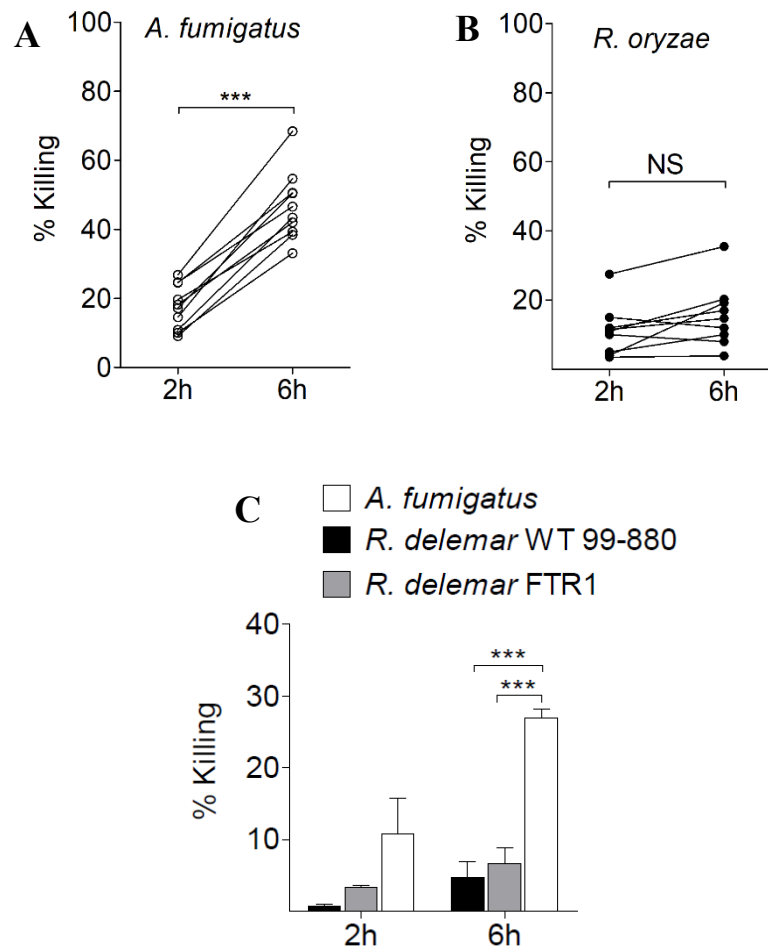 A
A. fumigatus
% Killing
100
80
60
40
20
0
***
2h
6h
B
R. oryzae
% Killing
100
80
60
40
20
NS
2h
6h
C
A. fumigatus
R. delemar WT 99-880
R. delemar FTR1
% Killing
40
30
20
10
***
***
2h
6h